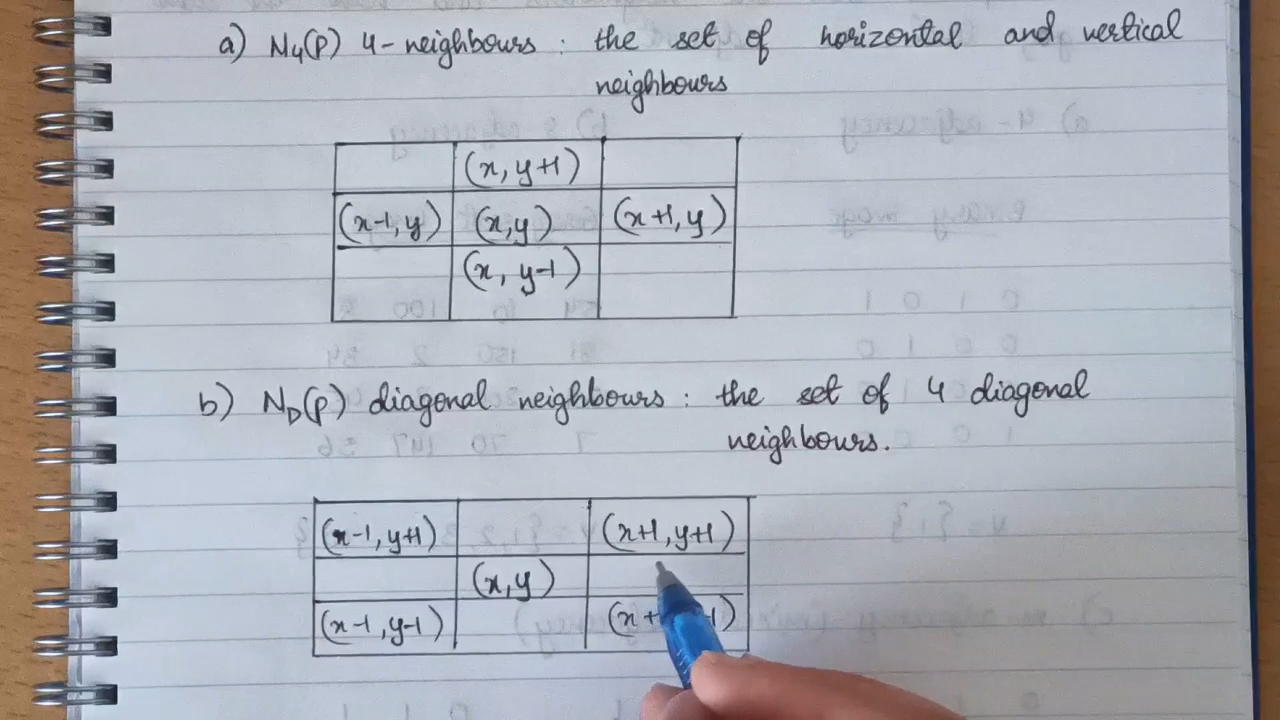 a) N4(p) 4-neighbours : the set of horizontal and vertical
neighbours
(x, y+1)
(x-1, y) (x,y) (x+1, y)
(x, y-1)
b) ND(p) diagonal neighbours : the set of 4 diagonal
neighbours.
(x-1, y+1) (x+1, y+1)
(x, y)
(x-1, y-1)